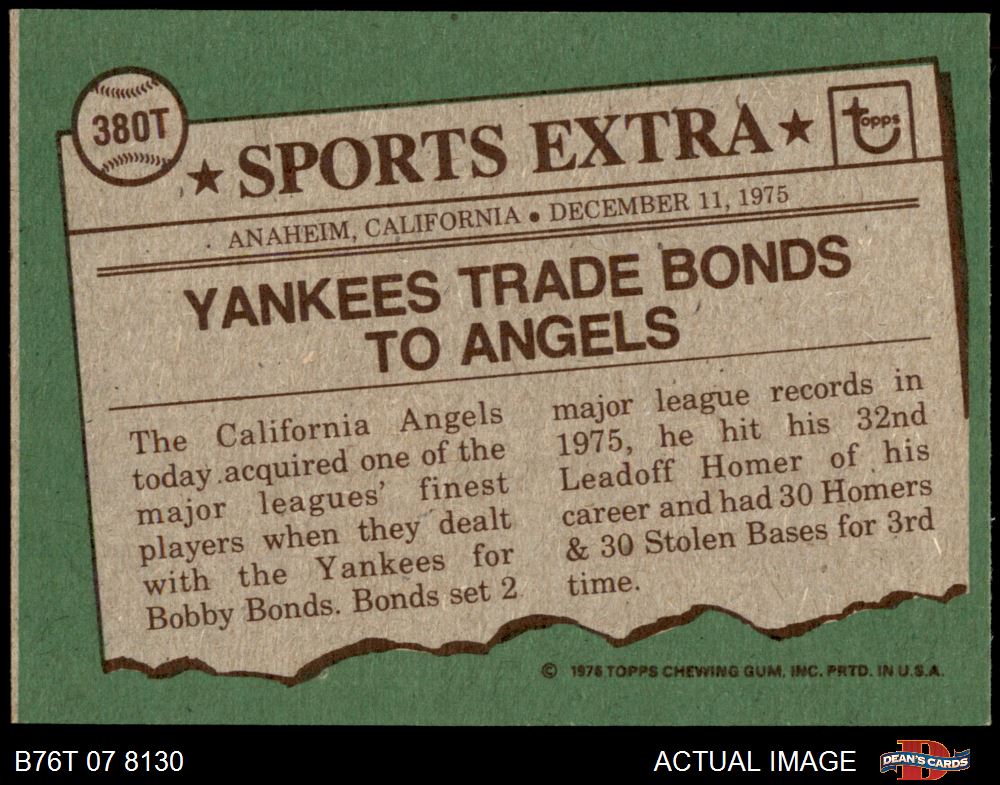 380T
★ SPORTS EXTRA ★
topps
ANAHEIM, CALIFORNIA • DECEMBER 11, 1975
YANKEES TRADE BONDS
TO ANGELS
The California Angels
today acquired one of the
major leagues' finest
players when they dealt
with the Yankees for
Bobby Bonds. Bonds set 2
major league records in
1975, he hit his 32nd
Leadoff Homer of his
career and had 30 Homers
& 30 Stolen Bases for 3rd
time.
© 1976 TOPPS CHEWING GUM, INC. PRTD. IN U.S.A.
B76T 07 8130
ACTUAL IMAGE
D
DEAN'S CARDS